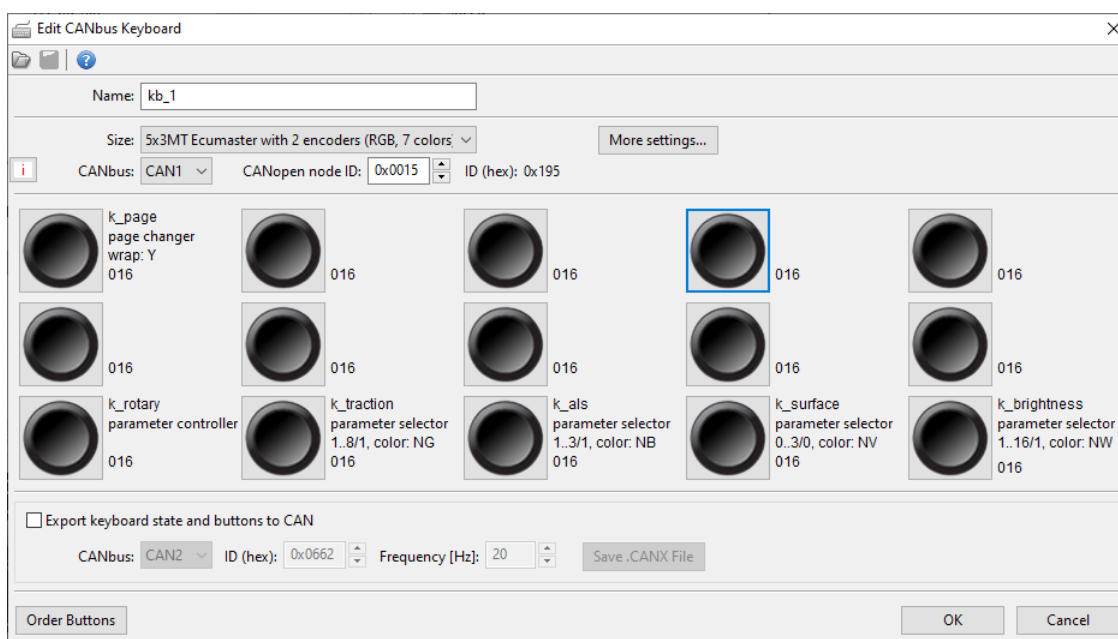 Edit CANbus Keyboard
Name: kb_1
Size: 5x3MT Ecumaster with 2 encoders (RGB, 7 colors) More settings...
i CANbus: CAN1 CANopen node ID: 0x0015 ID (hex): 0x195
k_page
page changer
wrap: Y
016 016 016 016 016
016 016 016 016 016
k_rotary k_traction k_als k_surface k_brightness
parameter controller parameter selector parameter selector parameter selector parameter selector
1..8/1, color: NG 1..3/1, color: NB 0..3/0, color: NV 1..16/1, color: NW
016 016 016 016 016
Export keyboard state and buttons to CAN
CANbus: CAN2 ID (hex): 0x0662 Frequency [Hz]: 20 Save .CANX File
Order Buttons OK Cancel